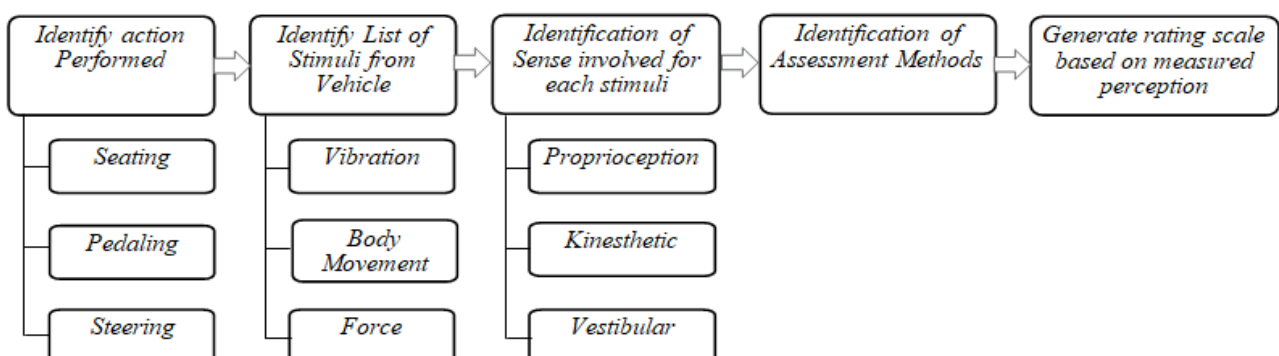 Identify action
Performed
Identify List of
Stimuli from
Vehicle
Identification of
Sense involved for
each stimuli
Identification of
Assessment Methods
Generate rating scale
based on measured
perception
Seating
Vibration
Proprioception
Pedaling
Body
Movement
Kinesthetic
Steering
Force
Vestibular